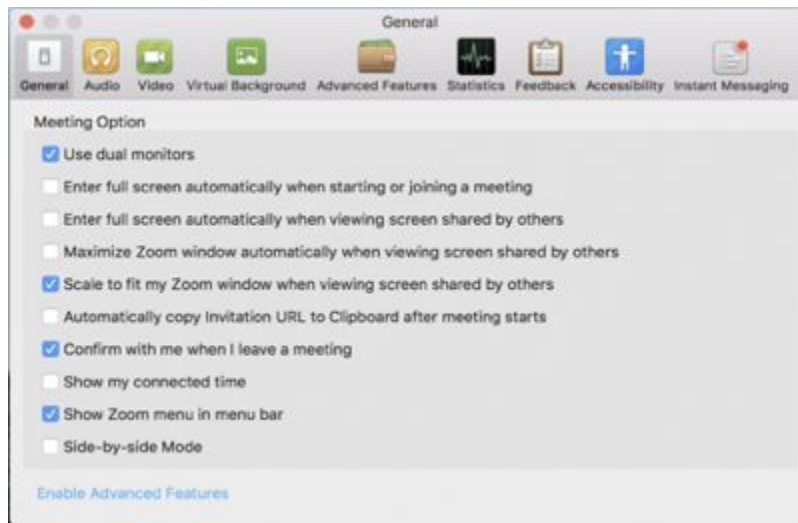 General
General Audio Video Virtual Background Advanced Features Statistics Feedback Accessibility Instant Messaging
Meeting Option
Use dual monitors
Enter full screen automatically when starting or joining a meeting
Enter full screen automatically when viewing screen shared by others
Maximize Zoom window automatically when viewing screen shared by others
Scale to fit my Zoom window when viewing screen shared by others
Automatically copy Invitation URL to Clipboard after meeting starts
Confirm with me when I leave a meeting
Show my connected time
Show Zoom menu in menu bar
Side-by-side Mode
Enable Advanced Features